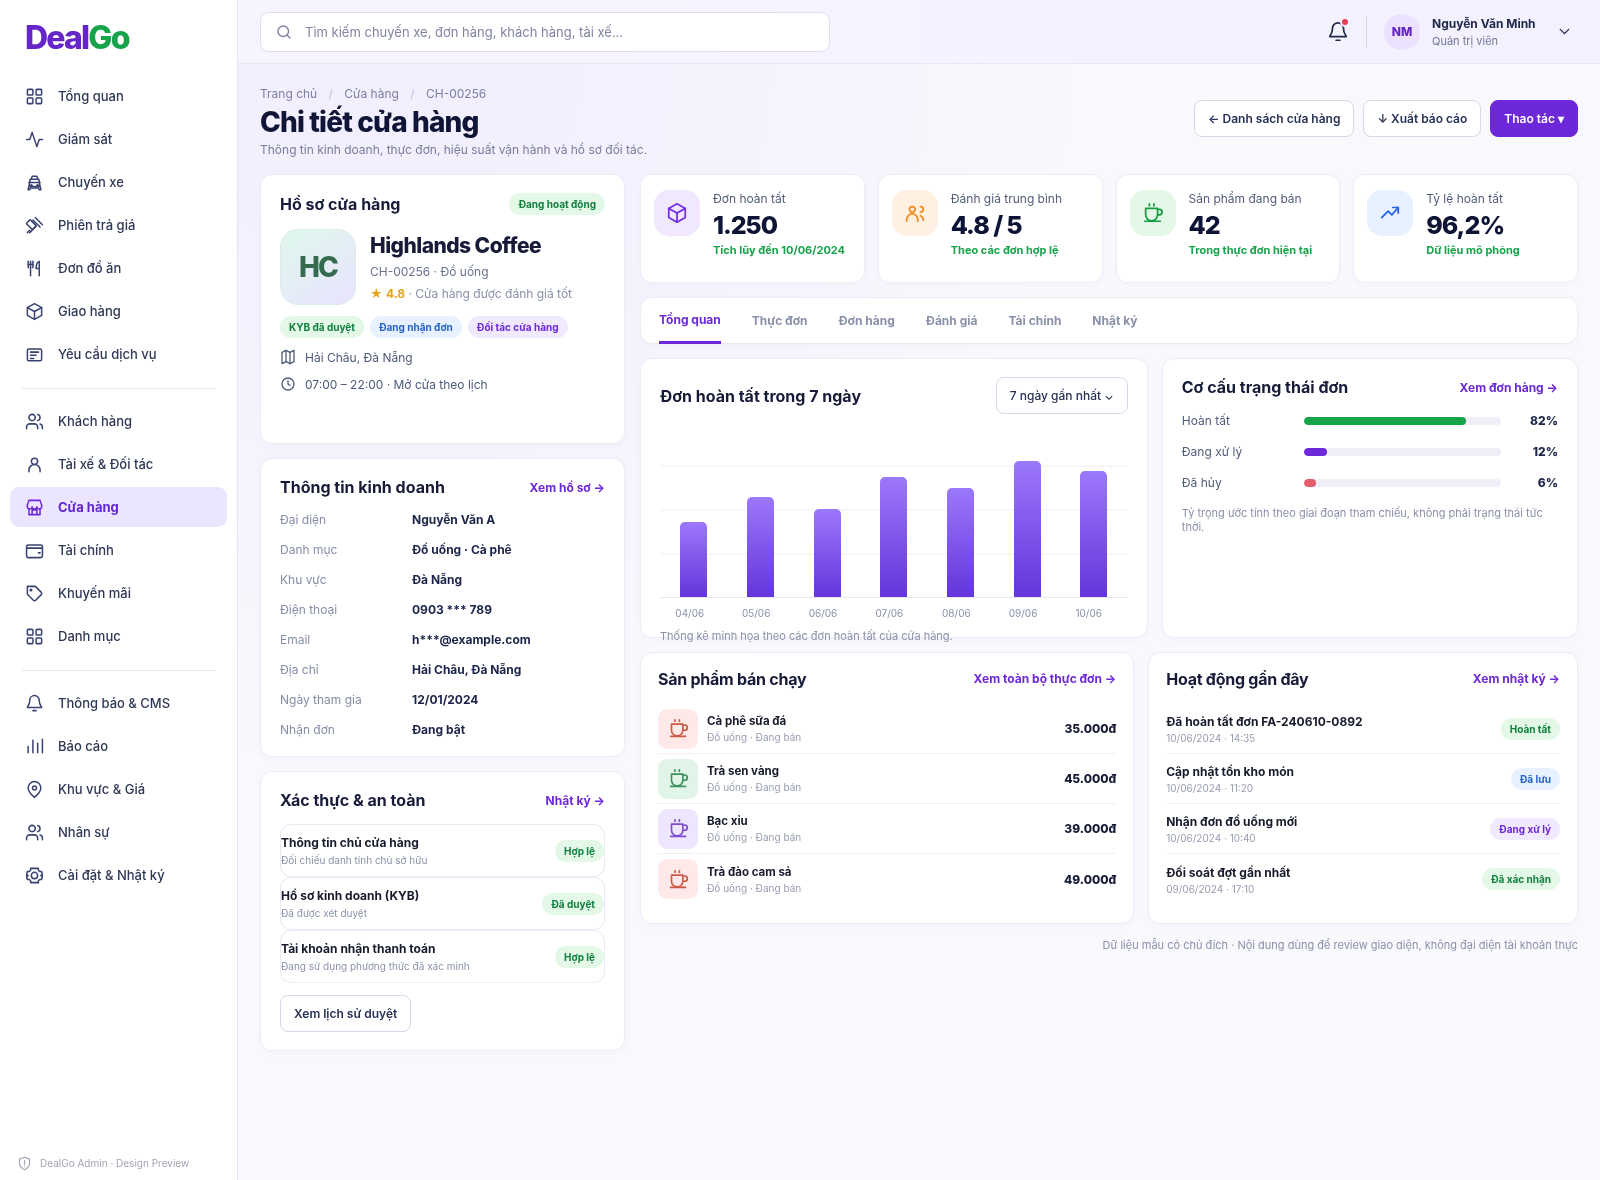 DealGo
Tổng quan
Giám sát
Chuyến xe
Phiên trả giá
Đơn đồ ăn
Giao hàng
Yêu cầu dịch vụ
Khách hàng
Tài xế & Đối tác
Cửa hàng
Tài chính
Khuyến mãi
Danh mục
Thông báo & CMS
Báo cáo
Khu vực & Giá
Nhân sự
Cài đặt & Nhật ký
DealGo Admin · Design Preview
Tìm kiếm chuyến xe, đơn hàng, khách hàng, tài xế...
NM
Nguyễn Văn Minh
Quản trị viên
Trang chủ / Cửa hàng / CH-00256
Chi tiết cửa hàng
Thông tin kinh doanh, thực đơn, hiệu suất vận hành và hồ sơ đối tác.
← Danh sách cửa hàng
↓ Xuất báo cáo
Thao tác ▾
Hồ sơ cửa hàng
Đang hoạt động
HC
Highlands Coffee
CH-00256 · Đồ uống
★ 4.8 · Cửa hàng được đánh giá tốt
KYB đã duyệt
Đang nhận đơn
Đối tác cửa hàng
Hải Châu, Đà Nẵng
07:00 – 22:00 · Mở cửa theo lịch
Thông tin kinh doanh
Xem hồ sơ →
Đại diện Nguyễn Văn A
Danh mục Đồ uống · Cà phê
Khu vực Đà Nẵng
Điện thoại 0903 *** 789
Email h***@example.com
Địa chỉ Hải Châu, Đà Nẵng
Ngày tham gia 12/01/2024
Nhận đơn Đang bật
Xác thực & an toàn
Nhật ký →
Thông tin chủ cửa hàng
Đối chiếu danh tính chủ sở hữu
Hợp lệ
Hồ sơ kinh doanh (KYB)
Đã được xét duyệt
Đã duyệt
Tài khoản nhận thanh toán
Đang sử dụng phương thức đã xác minh
Hợp lệ
Xem lịch sử duyệt
Đơn hoàn tất
1.250
Tích lũy đến 10/06/2024
Đánh giá trung bình
4.8 / 5
Theo các đơn hợp lệ
Sản phẩm đang bán
42
Trong thực đơn hiện tại
Tỷ lệ hoàn tất
96,2%
Dữ liệu mô phỏng
Tổng quan
Thực đơn
Đơn hàng
Đánh giá
Tài chính
Nhật ký
Đơn hoàn tất trong 7 ngày
7 ngày gần nhất
04/06 05/06 06/06 07/06 08/06 09/06 10/06
Thống kê minh họa theo các đơn hoàn tất của cửa hàng.
Cơ cấu trạng thái đơn
Xem đơn hàng →
Hoàn tất 82%
Đang xử lý 12%
Đã hủy 6%
Tỷ trọng ước tính theo giai đoạn tham chiếu, không phải trạng thái tức
thời.
Sản phẩm bán chạy
Xem toàn bộ thực đơn →
Cà phê sữa đá
Đồ uống · Đang bán
35.000đ
Trà sen vàng
Đồ uống · Đang bán
45.000đ
Bạc xỉu
Đồ uống · Đang bán
39.000đ
Trà đào cam sả
Đồ uống · Đang bán
49.000đ
Hoạt động gần đây
Xem nhật ký →
Đã hoàn tất đơn FA-240610-0892
10/06/2024 · 14:35
Hoàn tất
Cập nhật tồn kho món
10/06/2024 · 11:20
Đã lưu
Nhận đơn đồ uống mới
10/06/2024 · 10:40
Đang xử lý
Đối soát đợt gần nhất
09/06/2024 · 17:10
Đã xác nhận
Dữ liệu mẫu có chủ đích · Nội dung dùng để review giao diện, không đại diện tài khoản thực